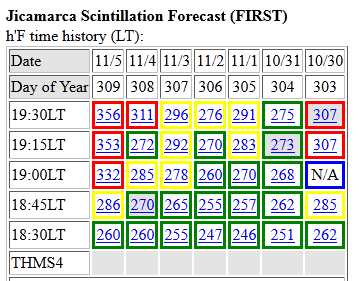 Jicamarca Scintillation Forecast (FIRST)
h'F time history (LT):
Date 11/5 11/4 11/3 11/2 11/1 10/31 10/30
Day of Year 309 308 307 306 305 304 303
19:30LT 356 311 296 276 291 275 307
19:15LT 353 272 292 270 283 273 307
19:00LT 332 285 278 260 270 268 N/A
18:45LT 286 270 265 255 257 262 285
18:30LT 260 260 255 247 246 251 262
THMS4